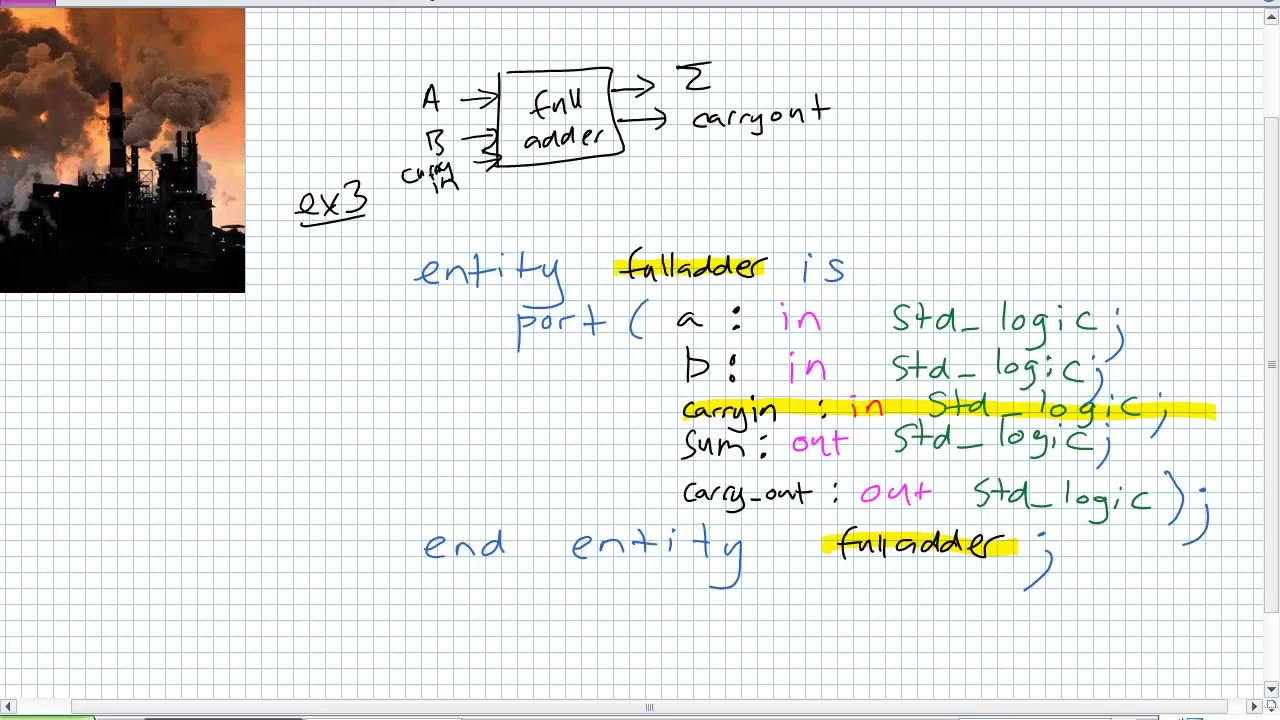 A full Σ
B adder carryout
carry in
ex3
entity fulladder is
port ( a : in std_logic ;
b : in std_logic ;
carryin : in std_logic ;
sum : out std_logic ;
carry_out : out std_logic ) ;
end entity fulladder ;